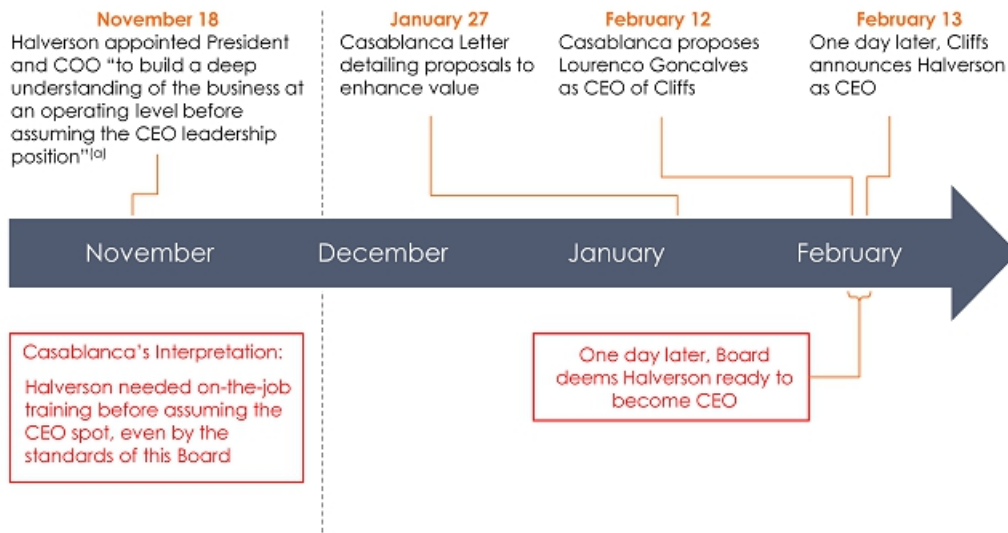 November 18
Halverson appointed President
and COO "to build a deep
understanding of the business at
an operating level before
assuming the CEO leadership
position"(a)
January 27
Casablanca Letter
detailing proposals to
enhance value
February 12
Casablanca proposes
Lourenco Goncalves
as CEO of Cliffs
February 13
One day later, Cliffs
announces Halverson
as CEO
November
December
January
February
Casablanca's Interpretation:
Halverson needed on-the-job
training before assuming the
CEO spot, even by the
standards of this Board
One day later, Board
deems Halverson ready to
become CEO